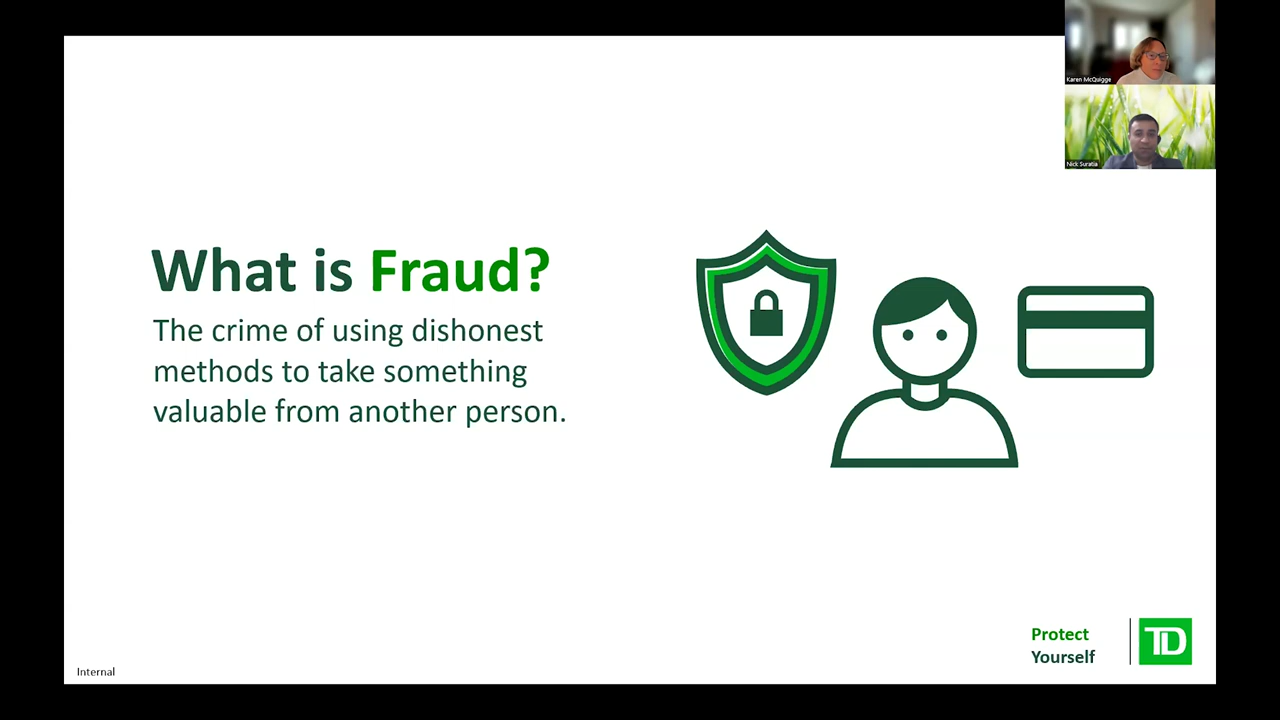 Karen McQuigge
Nick Suratia
What is Fraud?
The crime of using dishonest
methods to take something
valuable from another person.
Protect
Yourself
TD
Internal